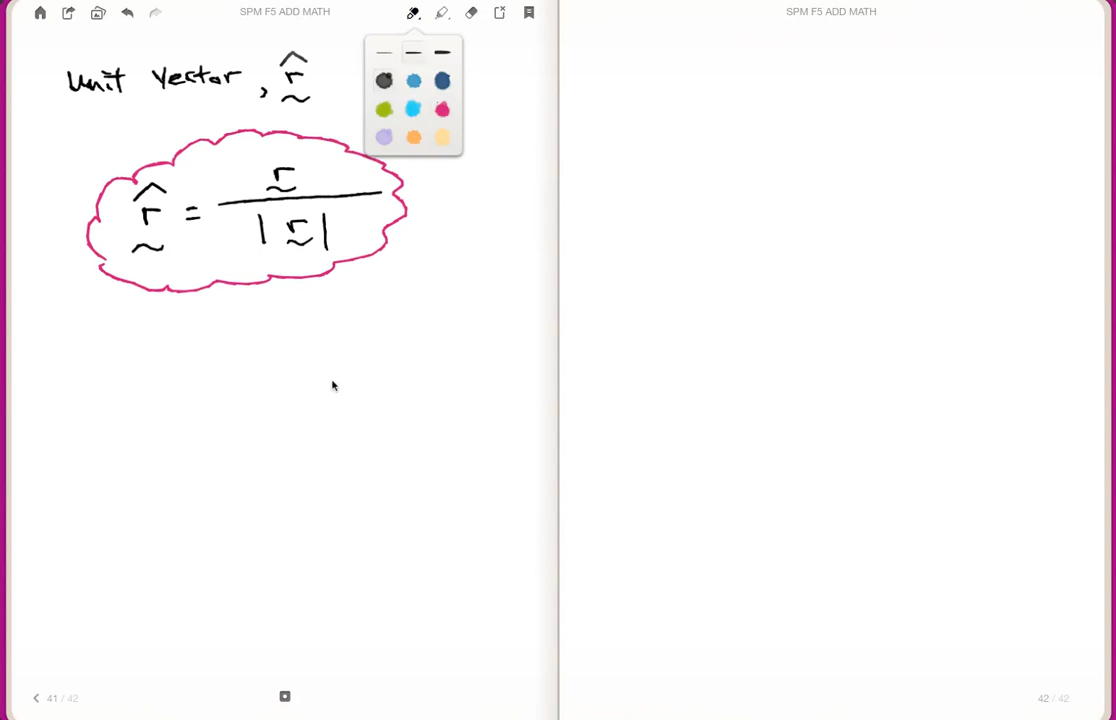 SPM F5 ADD MATH
SPM F5 ADD MATH
Unit Vector, r̰̂
r̰̂ = r̰ / |r̰|
41 / 42
42 / 42